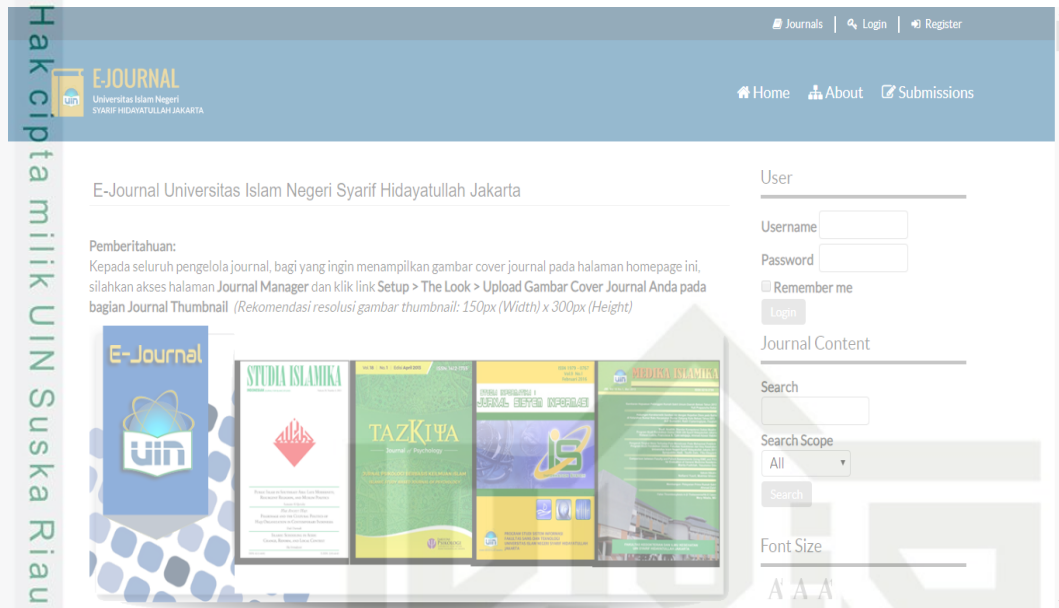 Hak cipta milik UIN Suska Riau
Journals
Login
Register
E-JOURNAL
Universitas Islam Negeri
SYARIF HIDAYATULLAH JAKARTA
Home
About
Submissions
E-Journal Universitas Islam Negeri Syarif Hidayatullah Jakarta
Pemberitahuan:
Kepada seluruh pengelola journal, bagi yang ingin menampilkan gambar cover journal pada halaman homepage ini,
silahkan akses halaman Journal Manager dan klik link Setup > The Look > Upload Gambar Cover Journal Anda pada
bagian Journal Thumbnail (Rekomendasi resolusi gambar thumbnail: 150px (Width) x 300px (Height)
E-Journal
uin
STUDIA ISLAMIKA
TAZKIYA
Journal of Psychology
JURNAL SISTEM INFORMASI
MEDIKA ISLAMIKA
User
Username
Password
Remember me
Login
Journal Content
Search
Search Scope
All
Search
Font Size
A A A